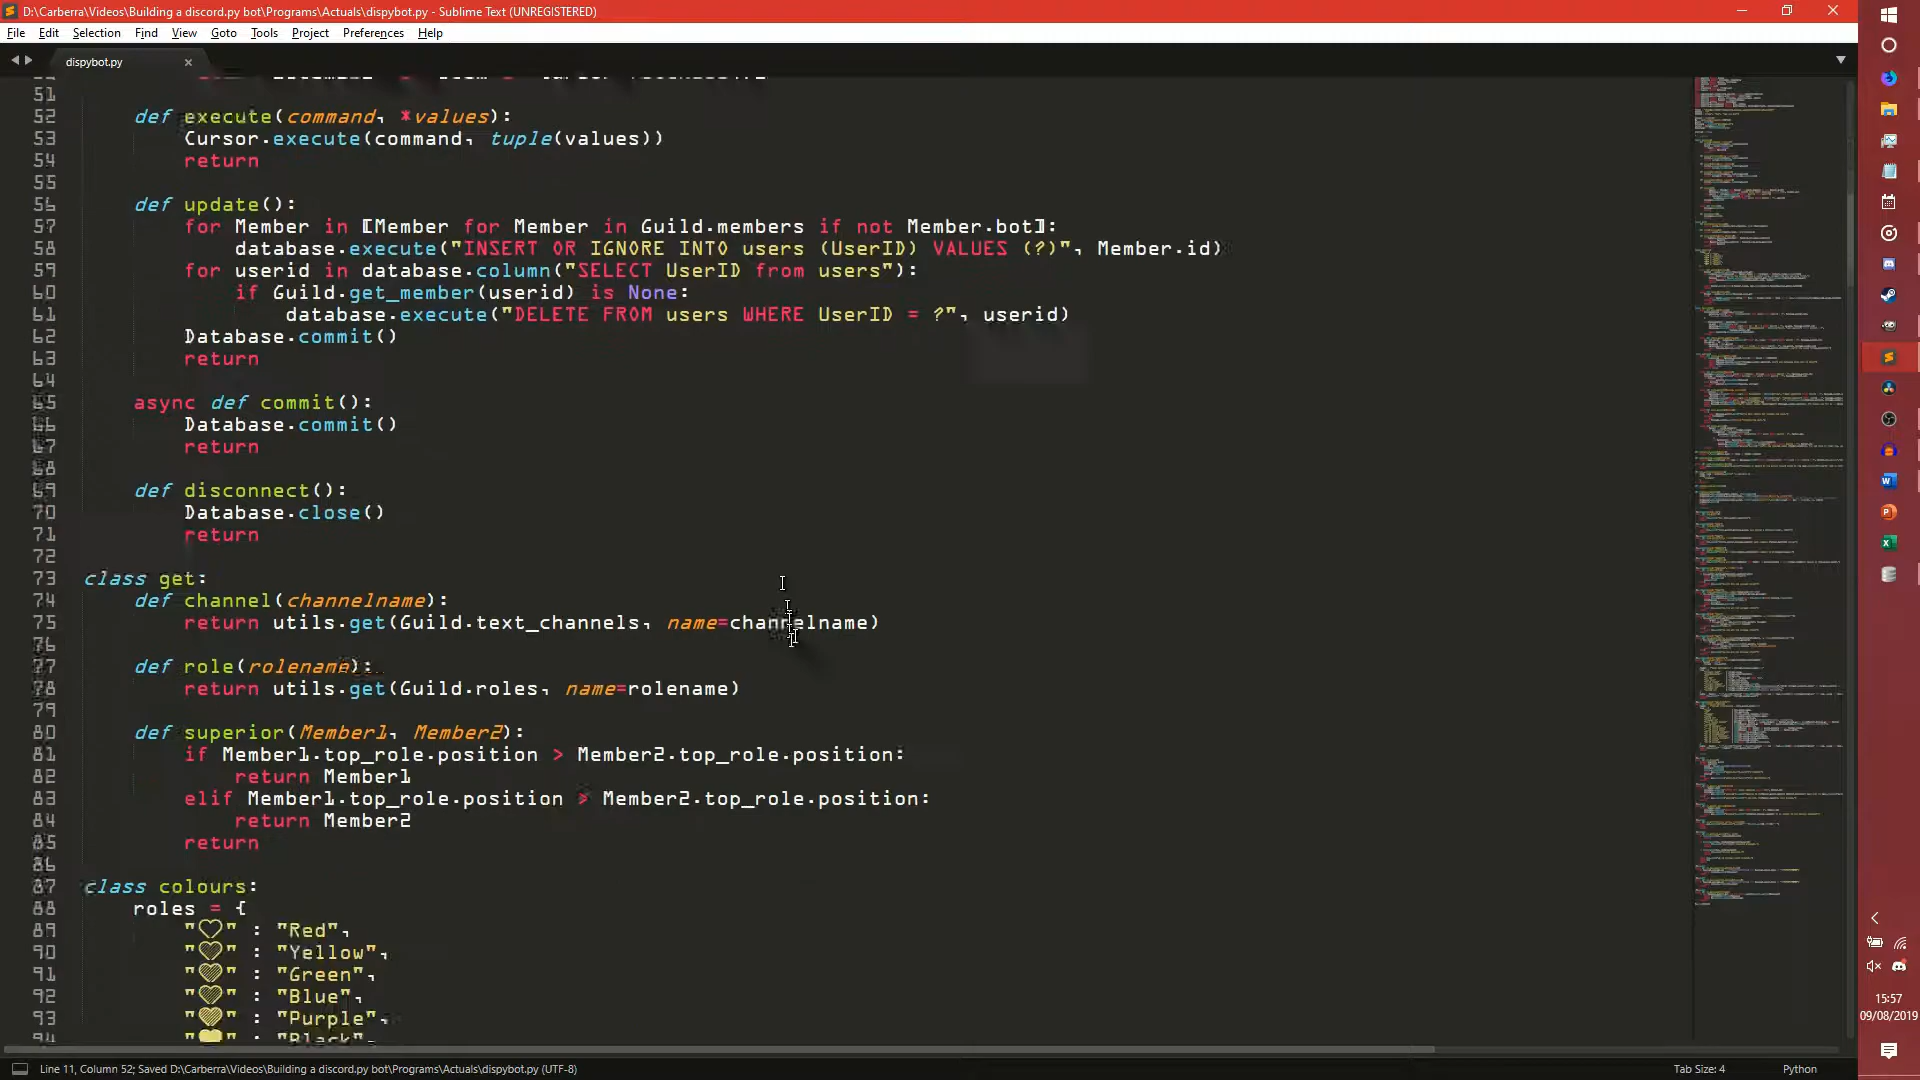 D:\Carberra\Videos\Building a discord.py bot\Programs\Actuals\dispybot.py - Sublime Text (UNREGISTERED)
File Edit Selection Find View Goto Tools Project Preferences Help
dispybot.py
51
52 def execute(command, *values):
53 Cursor.execute(command, tuple(values))
54 return
55
56 def update():
57 for Member in [Member for Member in Guild.members if not Member.bot]:
58 database.execute("INSERT OR IGNORE INTO users (UserID) VALUES (?)", Member.id)
59 for userid in database.column("SELECT UserID from users"):
60 if Guild.get_member(userid) is None:
61 database.execute("DELETE FROM users WHERE UserID = ?", userid)
62 Database.commit()
63 return
64
65 async def commit():
66 Database.commit()
67 return
68
69 def disconnect():
70 Database.close()
71 return
72
73 class get:
74 def channel(channelname):
75 return utils.get(Guild.text_channels, name=channelname)
76
77 def role(rolename):
78 return utils.get(Guild.roles, name=rolename)
79
80 def superior(Member1, Member2):
81 if Member1.top_role.position > Member2.top_role.position:
82 return Member1
83 elif Member1.top_role.position Member2.top_role.position:
84 return Member2
85 return
86
87 class colours:
88 roles = {
89 "♡" : "Red",
90 "♡" : "Yellow",
91 "♡" : "Green",
92 "♡" : "Blue",
93 "♡" : "Purple",
94 : "Black",
15:57
09/08/2019
Line 11, Column 52; Saved D:\Carberra\Videos\Building a discord.py bot\Programs\Actuals\dispybot.py (UTF-8)
Tab Size: 4
Python